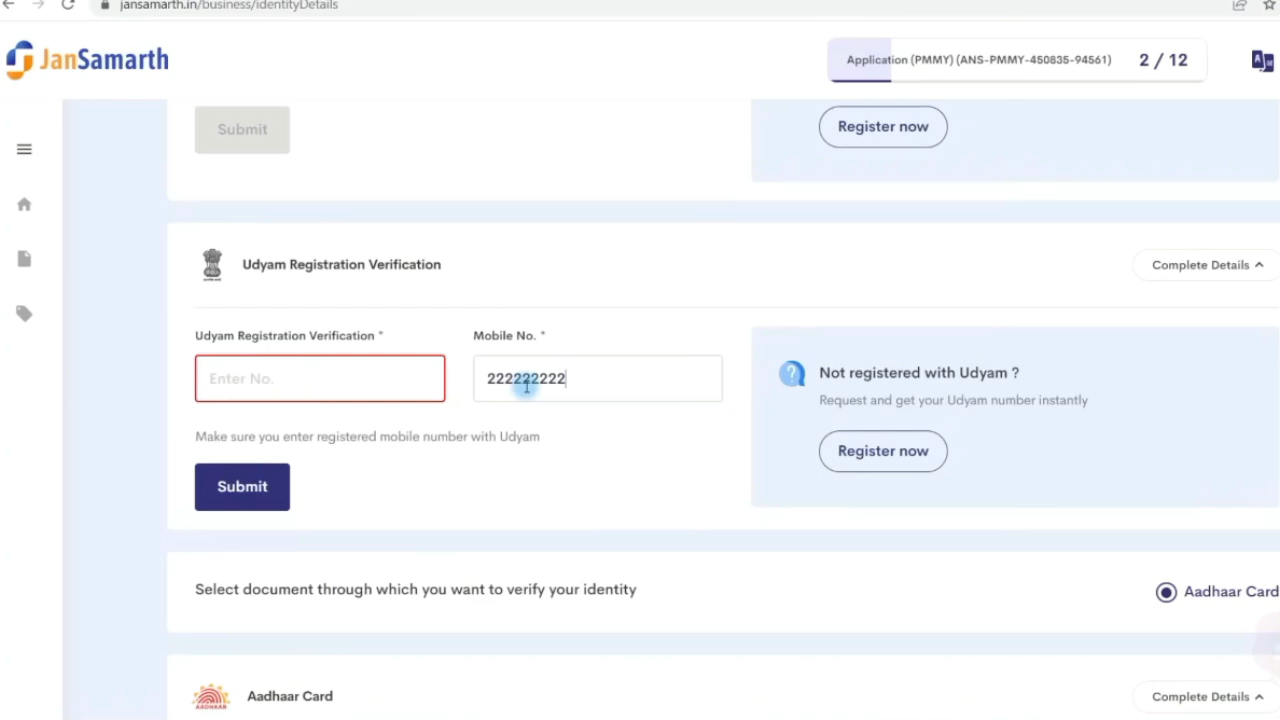 jansamarth.in/business/identityDetails
JanSamarth
Application (PMMY) (ANS-PMMY-450835-94561) 2 / 12
Submit
Register now
Udyam Registration Verification
Complete Details
Udyam Registration Verification *
Mobile No. *
Enter No.
222222222
Not registered with Udyam ?
Request and get your Udyam number instantly
Make sure you enter registered mobile number with Udyam
Register now
Submit
Select document through which you want to verify your identity
Aadhaar Card
AADHAAR
Aadhaar Card
Complete Details